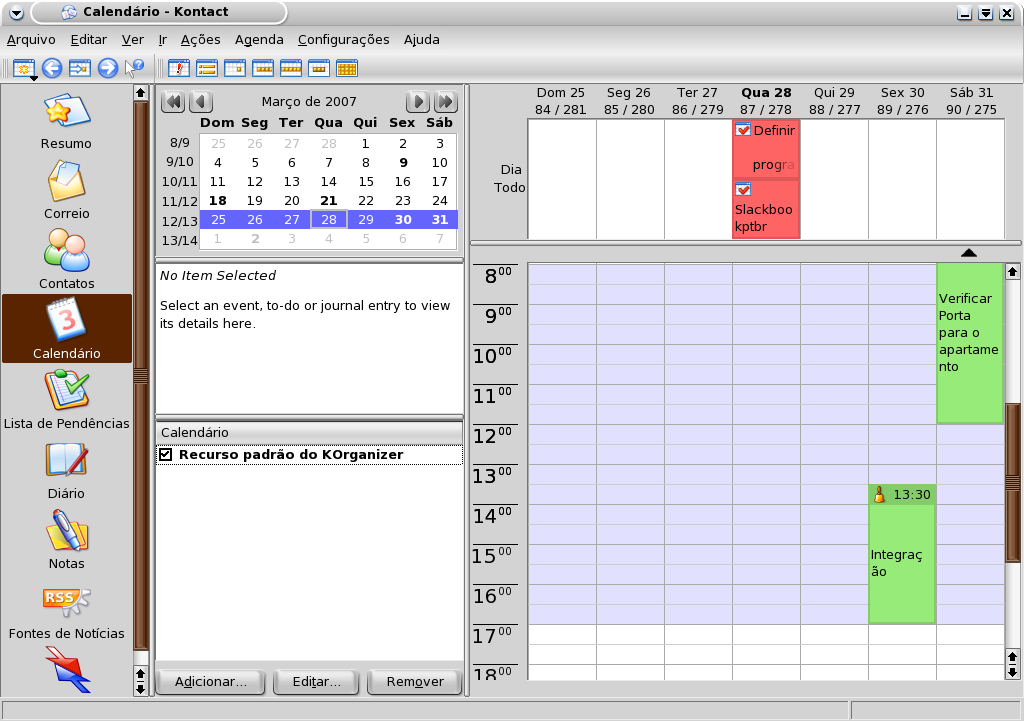 Calendário - Kontact
Arquivo Editar Ver Ir Ações Agenda Configurações Ajuda
Resumo
Correio
Contatos
3
Calendário
Lista de Pendências
Diário
Notas
RSS
Fontes de Notícias
Março de 2007
Dom Seg Ter Qua Qui Sex Sáb
8/9 25 26 27 28 1 2 3
9/10 4 5 6 7 8 9 10
10/11 11 12 13 14 15 16 17
11/12 18 19 20 21 22 23 24
12/13 25 26 27 28 29 30 31
13/14 1 2 3 4 5 6 7
No Item Selected
Select an event, to-do or journal entry to view
its details here.
Calendário
Recurso padrão do KOrganizer
Adicionar... Editar... Remover
Dom 25 Seg 26 Ter 27 Qua 28 Qui 29 Sex 30 Sáb 31
84 / 281 85 / 280 86 / 279 87 / 278 88 / 277 89 / 276 90 / 275
Dia
Todo
Definir
progra
Slackboo
kptbr
8 00
9 00
10 00
11 00
12 00
13 00
14 00
15 00
16 00
17 00
18 00
Verificar
Porta
para o
apartame
nto
13:30
Integraç
ão